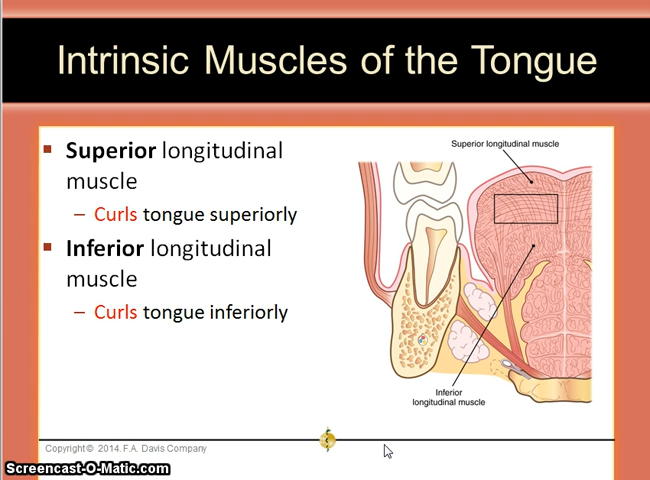 Intrinsic Muscles of the Tongue
▪ Superior longitudinal
muscle
– Curls tongue superiorly
▪ Inferior longitudinal
muscle
– Curls tongue inferiorly
Superior longitudinal muscle
Inferior
longitudinal muscle
Copyright © 2014. F.A. Davis Company
Screencast-O-Matic.com